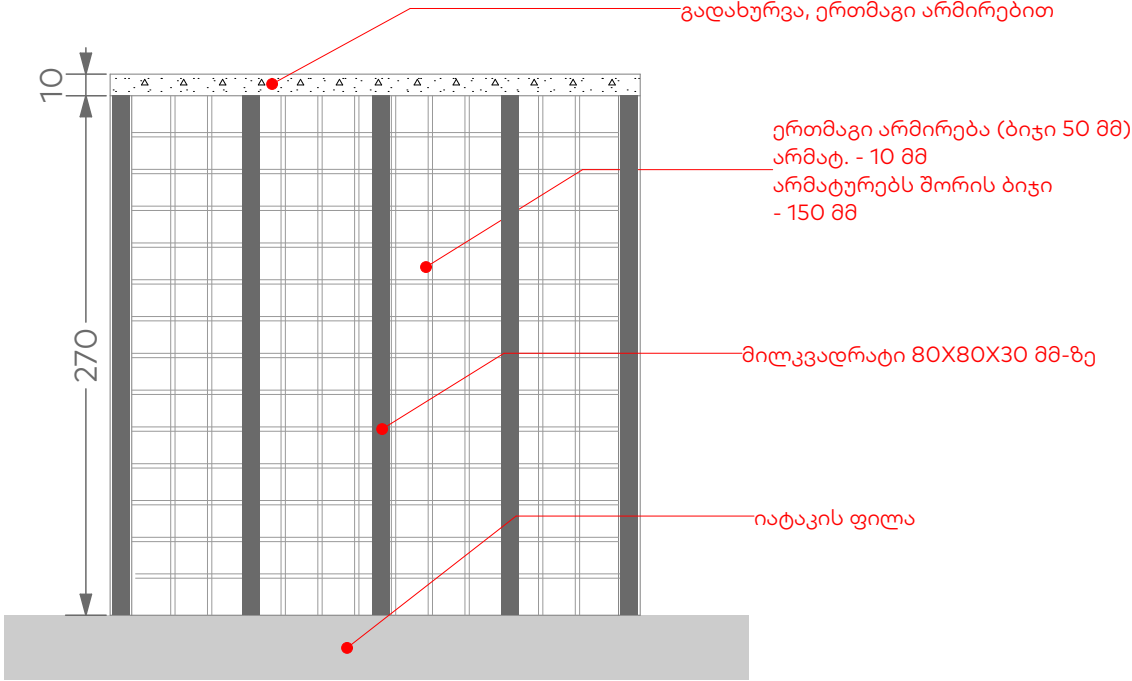 გადახურვა, ერთმაგი არმირებით
10
ერთმაგი არმირება (ბიჯი 50 მმ)
არმატ. - 10 მმ
არმატურებს შორის ბიჯი
- 150 მმ
270
მილკვადრატი 80X80X30 მმ-ზე
იატაკის ფილა